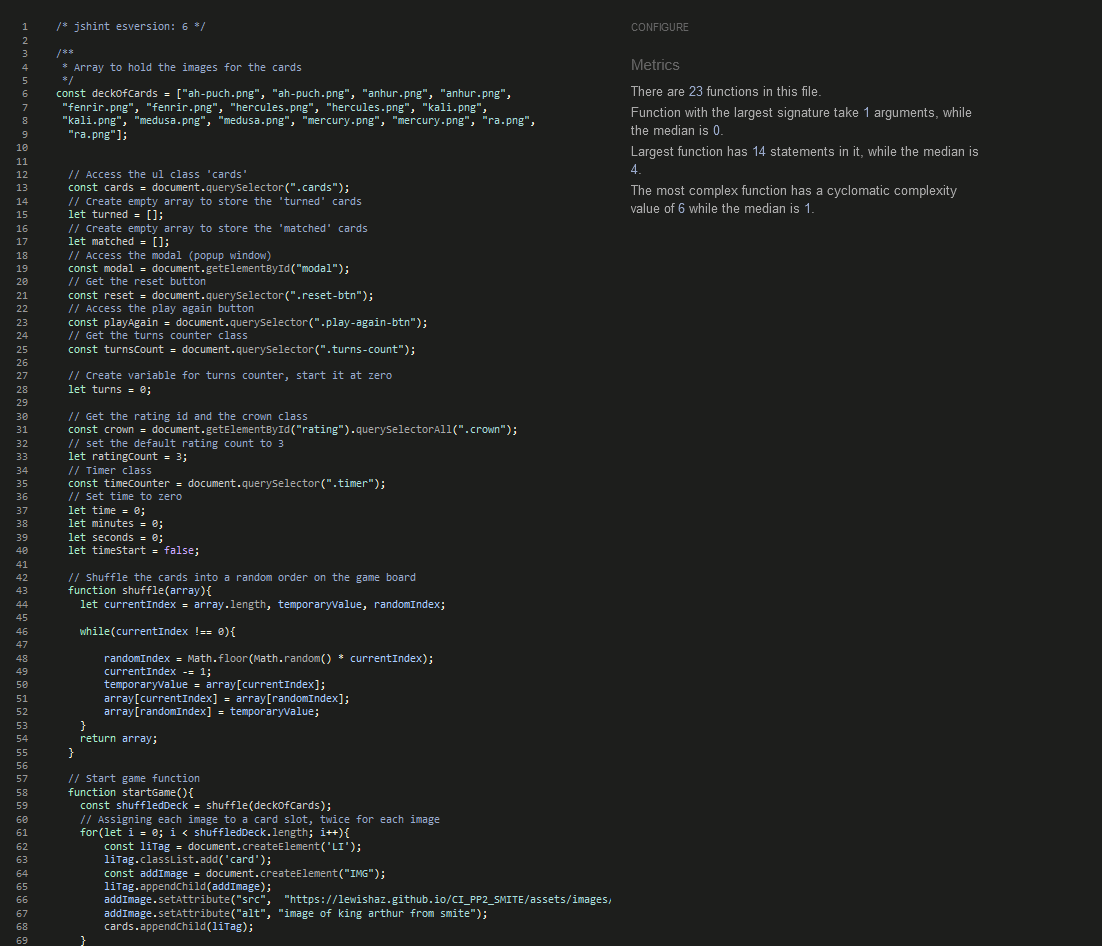 1 /* jshint esversion: 6 */
2
3 /**
4 * Array to hold the images for the cards
5 */
6 const deckOfCards = ["ah-puch.png", "ah-puch.png", "anhur.png", "anhur.png",
7 "fenrir.png", "fenrir.png", "hercules.png", "hercules.png", "kali.png",
8 "kali.png", "medusa.png", "medusa.png", "mercury.png", "mercury.png", "ra.png",
9 "ra.png"];
10
11
12 // Access the ul class 'cards'
13 const cards = document.querySelector(".cards");
14 // Create empty array to store the 'turned' cards
15 let turned = [];
16 // Create empty array to store the 'matched' cards
17 let matched = [];
18 // Access the modal (popup window)
19 const modal = document.getElementById("modal");
20 // Get the reset button
21 const reset = document.querySelector(".reset-btn");
22 // Access the play again button
23 const playAgain = document.querySelector(".play-again-btn");
24 // Get the turns counter class
25 const turnsCount = document.querySelector(".turns-count");
26
27 // Create variable for turns counter, start it at zero
28 let turns = 0;
29
30 // Get the rating id and the crown class
31 const crown = document.getElementById("rating").querySelectorAll(".crown");
32 // set the default rating count to 3
33 let ratingCount = 3;
34 // Timer class
35 const timeCounter = document.querySelector(".timer");
36 // Set time to zero
37 let time = 0;
38 let minutes = 0;
39 let seconds = 0;
40 let timeStart = false;
41
42 // Shuffle the cards into a random order on the game board
43 function shuffle(array){
44 let currentIndex = array.length, temporaryValue, randomIndex;
45
46 while(currentIndex !== 0){
47
48 randomIndex = Math.floor(Math.random() * currentIndex);
49 currentIndex -= 1;
50 temporaryValue = array[currentIndex];
51 array[currentIndex] = array[randomIndex];
52 array[randomIndex] = temporaryValue;
53 }
54 return array;
55 }
56
57 // Start game function
58 function startGame(){
59 const shuffledDeck = shuffle(deckOfCards);
60 // Assigning each image to a card slot, twice for each image
61 for(let i = 0; i < shuffledDeck.length; i++){
62 const liTag = document.createElement('LI');
63 liTag.classList.add('card');
64 const addImage = document.createElement("IMG");
65 liTag.appendChild(addImage);
66 addImage.setAttribute("src", "https://lewishaz.github.io/CI_PP2_SMITE/assets/images/
67 addImage.setAttribute("alt", "image of king arthur from smite");
68 cards.appendChild(liTag);
69 }
CONFIGURE
Metrics
There are 23 functions in this file.
Function with the largest signature take 1 arguments, while
the median is 0.
Largest function has 14 statements in it, while the median is
4.
The most complex function has a cyclomatic complexity
value of 6 while the median is 1.